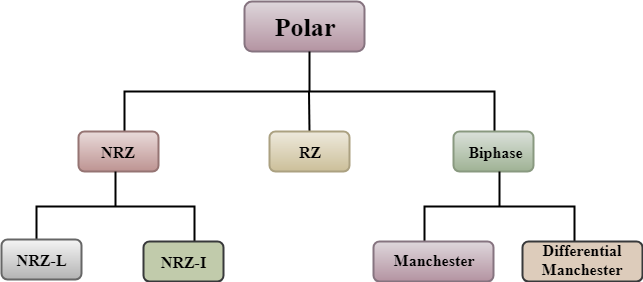 Polar
NRZ
RZ
Biphase
NRZ-L
NRZ-I
Manchester
Differential
Manchester